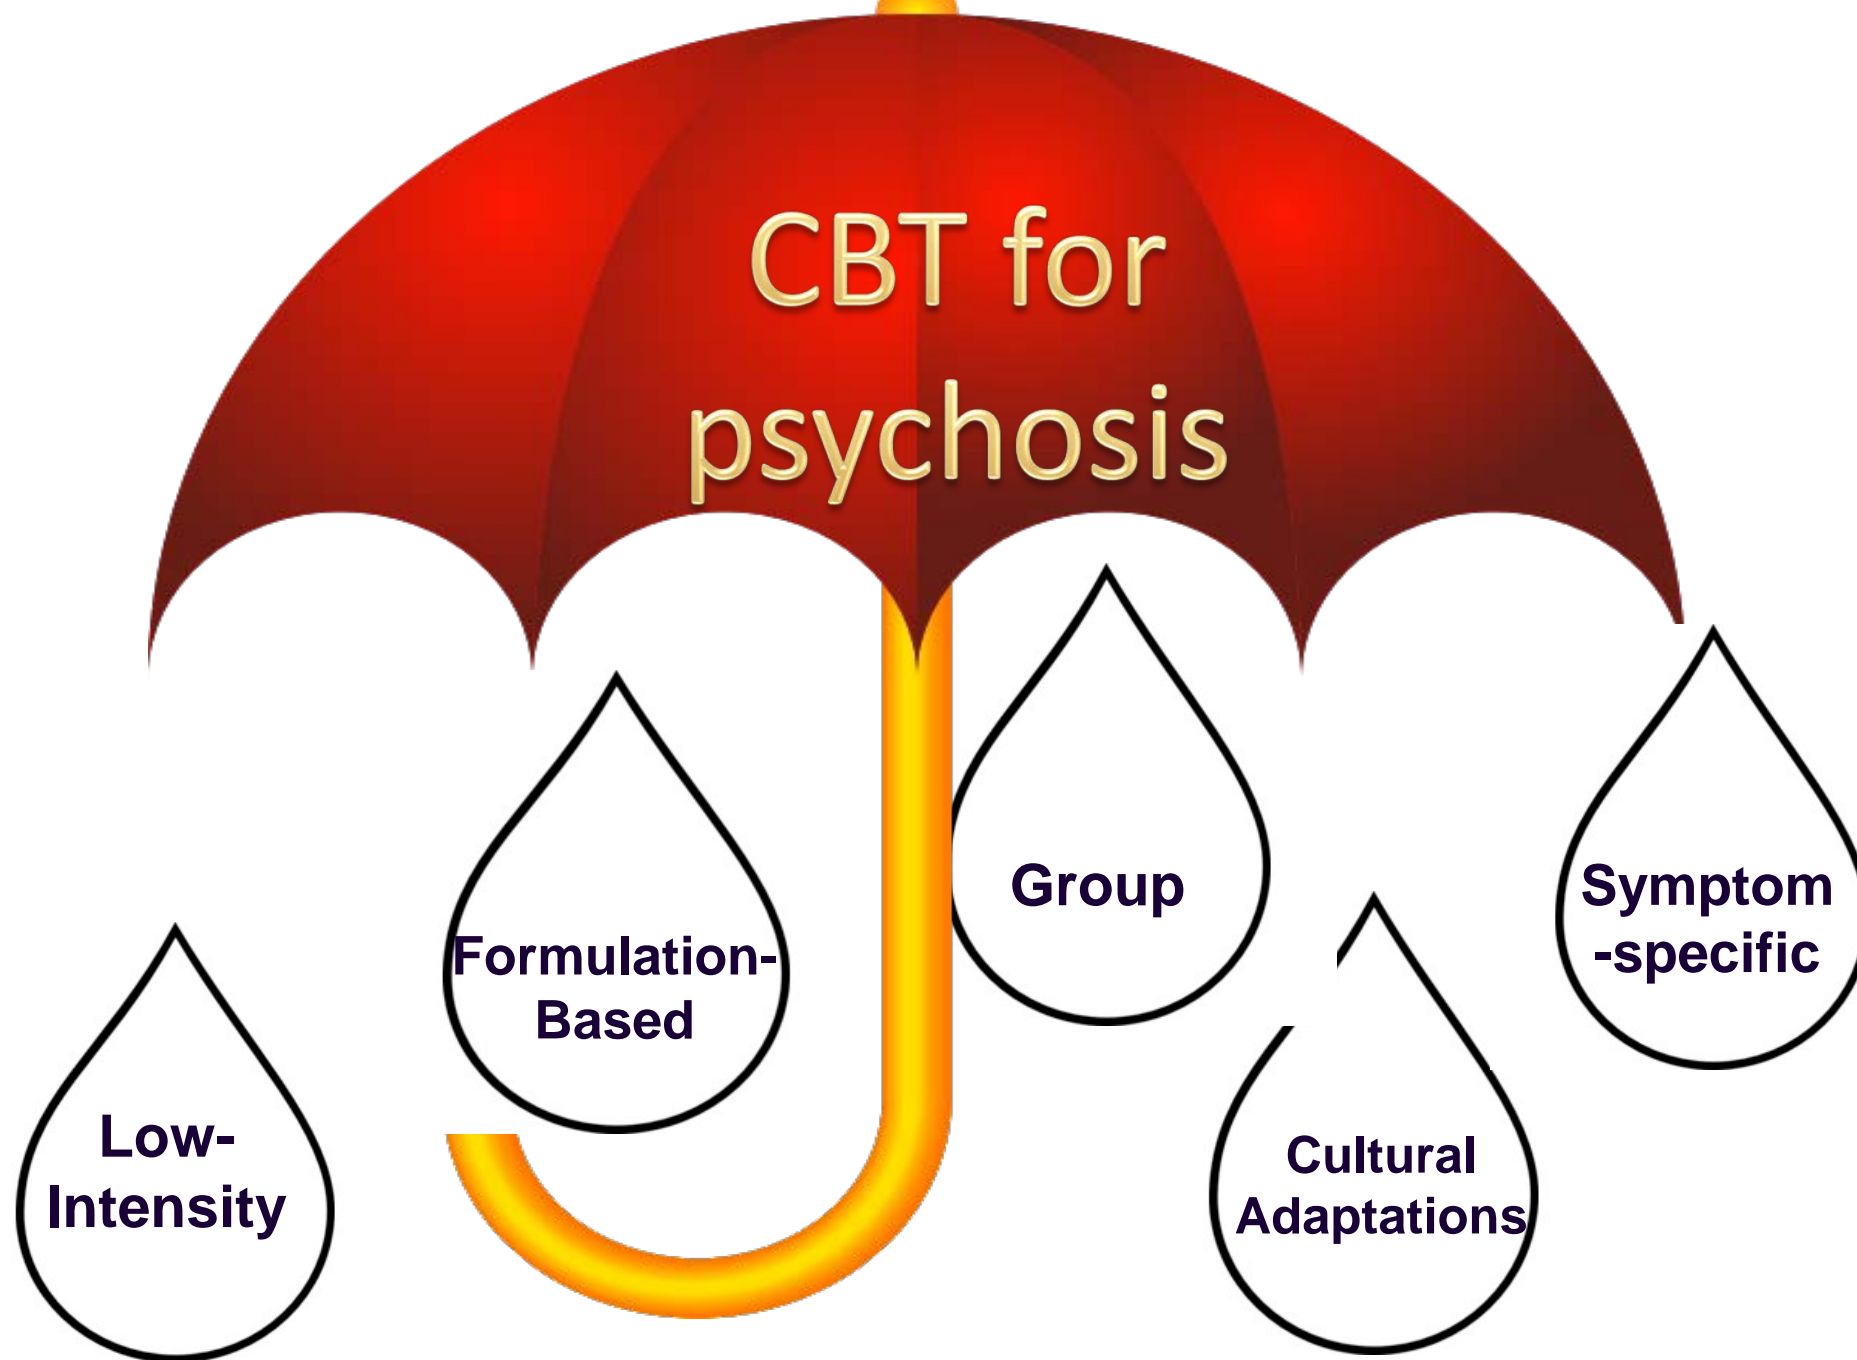 CBT for
psychosis
Low-
Intensity
Formulation-
Based
Group
Cultural
Adaptations
Symptom
-specific